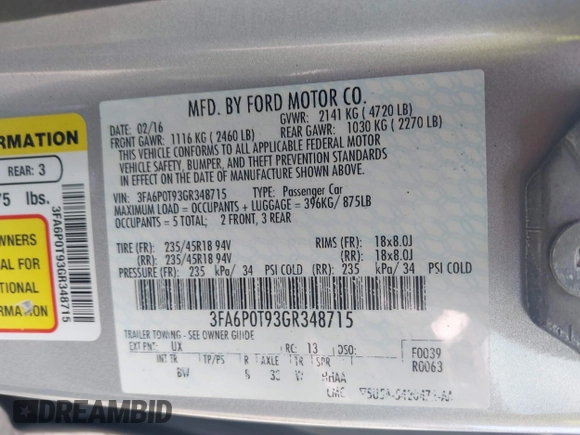 MFD. BY FORD MOTOR CO.
DATE: 02/16
GVWR: 2141 KG ( 4720 LB)
FRONT GAWR: 1116 KG ( 2460 LB)
REAR GAWR: 1030 KG ( 2270 LB)
THIS VEHICLE CONFORMS TO ALL APPLICABLE FEDERAL MOTOR
VEHICLE SAFETY, BUMPER, AND THEFT PREVENTION STANDARDS
IN EFFECT ON THE DATE OF MANUFACTURE SHOWN ABOVE.
VIN: 3FA6P0T93GR348715 TYPE: Passenger Car
MAXIMUM LOAD = OCCUPANTS + LUGGAGE = 396KG/ 875LB
OCCUPANTS = 5 TOTAL; 2 FRONT, 3 REAR
TIRE (FR): 235/45R18 94V RIMS (FR): 18x8.0J
(RR): 235/45R18 94V (RR): 18x8.0J
PRESSURE (FR): 235 kPa/ 34 PSI COLD (RR): 235 kPa/ 34 PSI COLD
3FA6P0T93GR348715
TRAILER TOWING - SEE OWNER GUIDE
EXT PNT: UX RC: 13 DSO:
INT TR TP/PS R AXLE TR SPR
BW 
F0039
R0063
ORMATION
REAR: 3
75 lbs.
3FA6P0T93GR348715
OWNERS
AL FOR
TIONAL
RMATION
DREAMBID